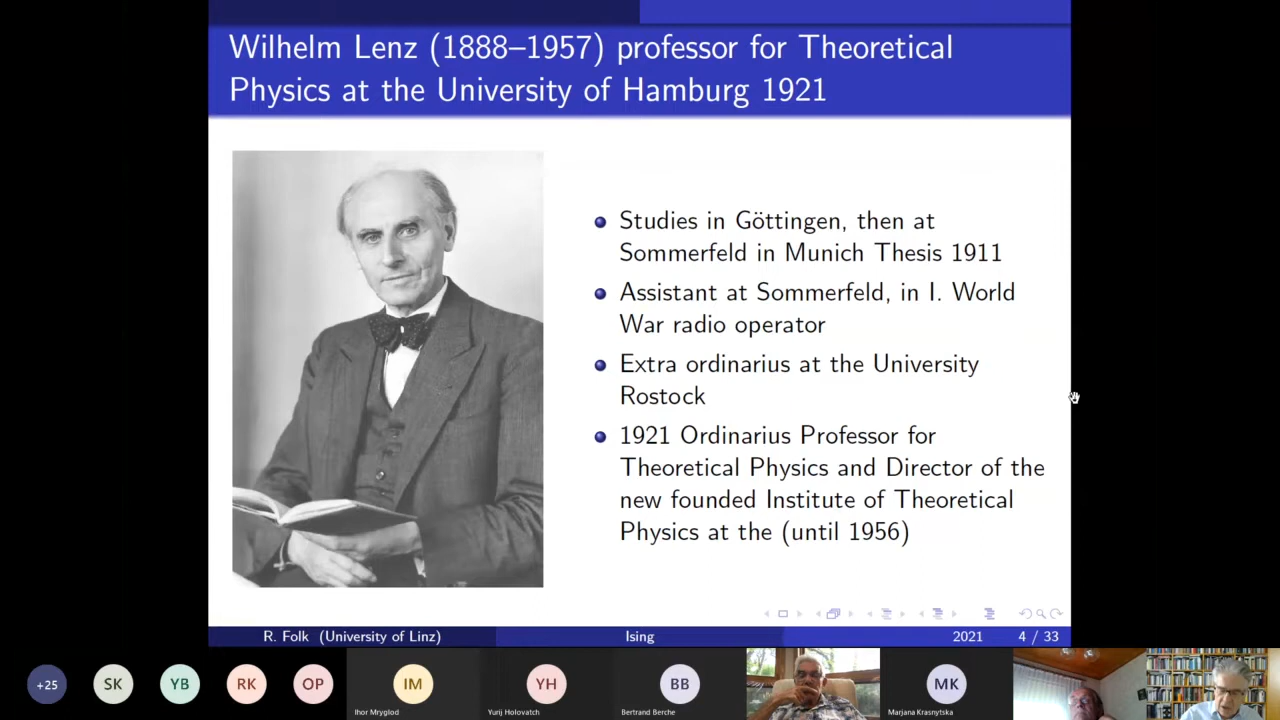 Wilhelm Lenz (1888–1957) professor for Theoretical
Physics at the University of Hamburg 1921
Studies in Göttingen, then at
Sommerfeld in Munich Thesis 1911
Assistant at Sommerfeld, in I. World
War radio operator
Extra ordinarius at the University
Rostock
1921 Ordinarius Professor for
Theoretical Physics and Director of the
new founded Institute of Theoretical
Physics at the (until 1956)
R. Folk (University of Linz)
Ising
2021
4 / 33
+25
SK
YB
RK
OP
IM
YH
BB
MK
Ihor Mryglod
Yurij Holovatch
Bertrand Berche
Marjana Krasnytska